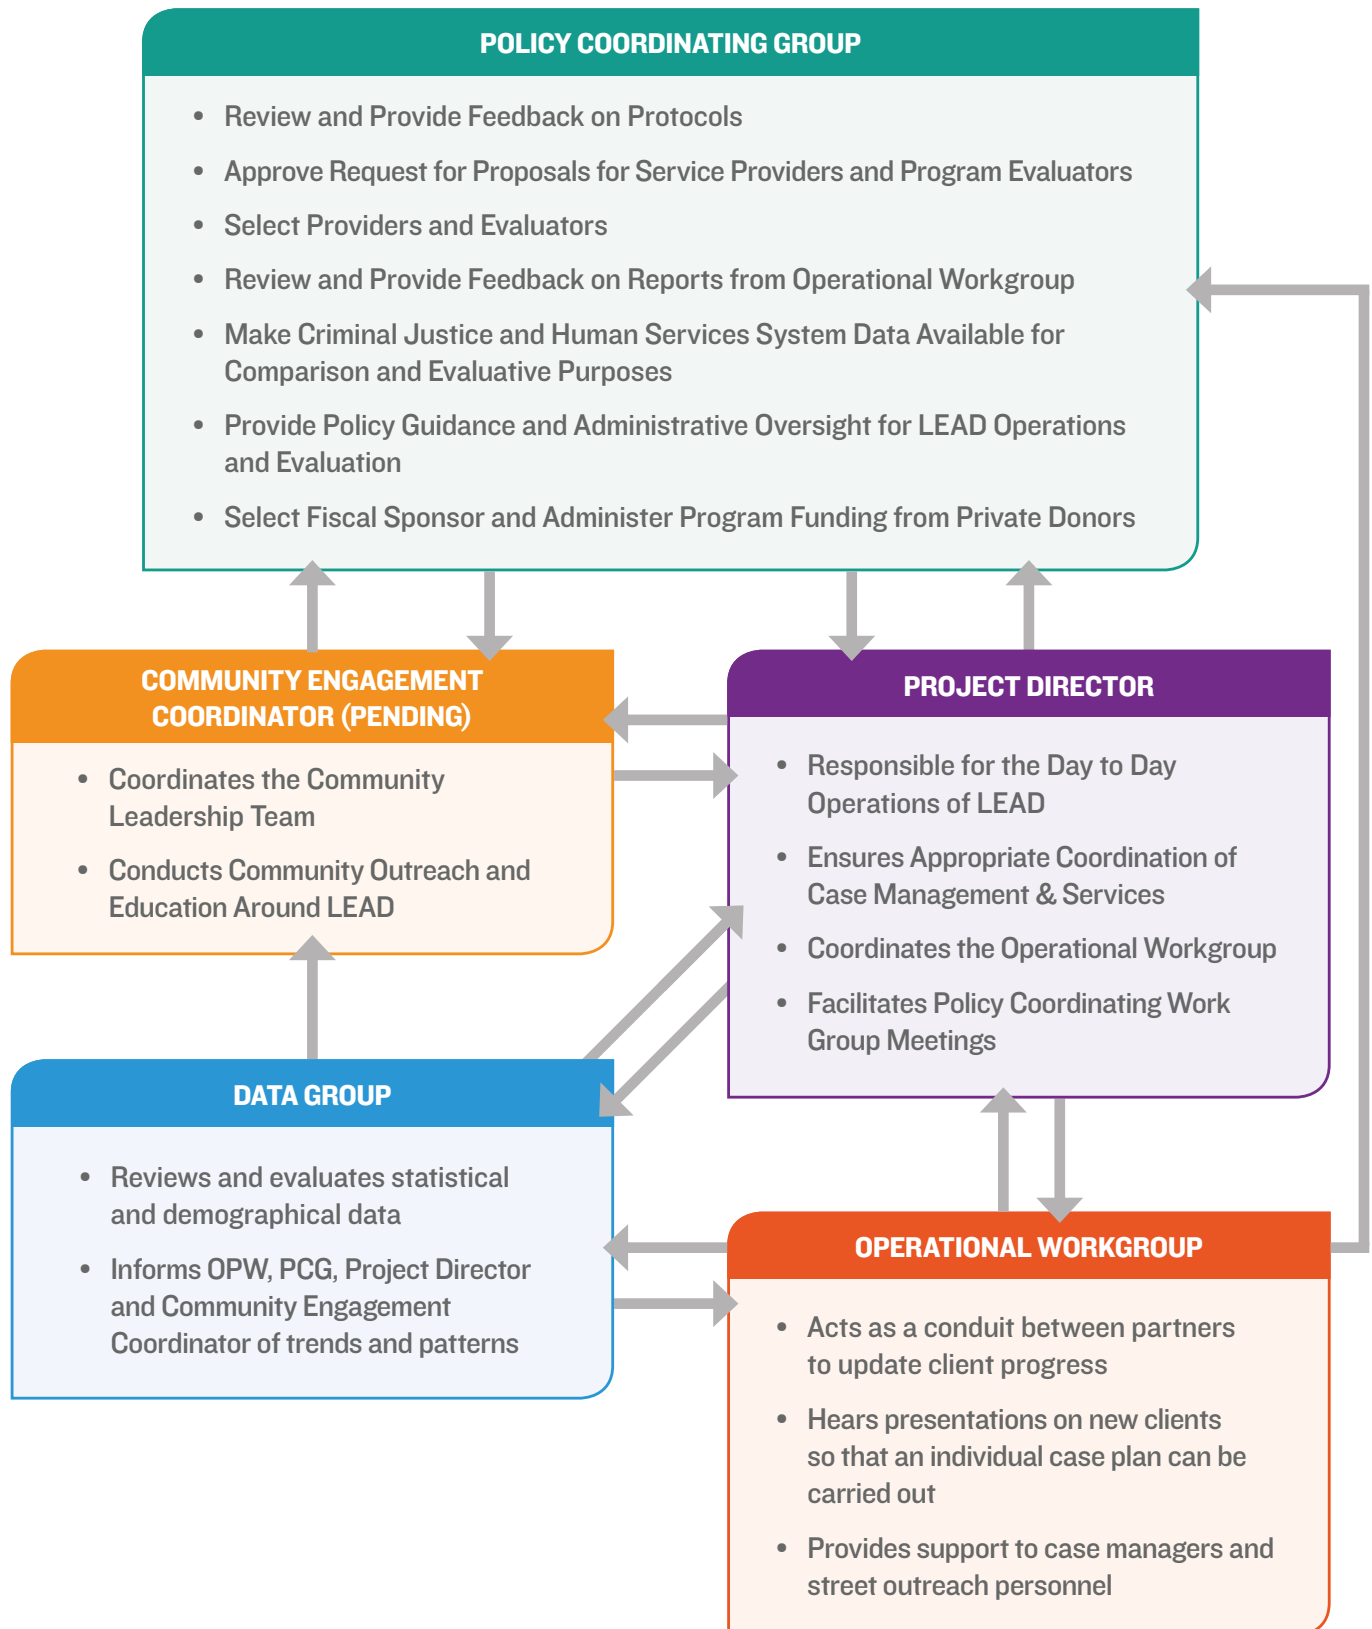 POLICY COORDINATING GROUP
• Review and Provide Feedback on Protocols
• Approve Request for Proposals for Service Providers and Program Evaluators
• Select Providers and Evaluators
• Review and Provide Feedback on Reports from Operational Workgroup
• Make Criminal Justice and Human Services System Data Available for
Comparison and Evaluative Purposes
• Provide Policy Guidance and Administrative Oversight for LEAD Operations
and Evaluation
• Select Fiscal Sponsor and Administer Program Funding from Private Donors
COMMUNITY ENGAGEMENT
COORDINATOR (PENDING)
• Coordinates the Community
Leadership Team
• Conducts Community Outreach and
Education Around LEAD
PROJECT DIRECTOR
• Responsible for the Day to Day
Operations of LEAD
• Ensures Appropriate Coordination of
Case Management & Services
• Coordinates the Operational Workgroup
• Facilitates Policy Coordinating Work
Group Meetings
DATA GROUP
• Reviews and evaluates statistical
and demographical data
• Informs OPW, PCG, Project Director
and Community Engagement
Coordinator of trends and patterns
OPERATIONAL WORKGROUP
• Acts as a conduit between partners
to update client progress
• Hears presentations on new clients
so that an individual case plan can be
carried out
• Provides support to case managers and
street outreach personnel